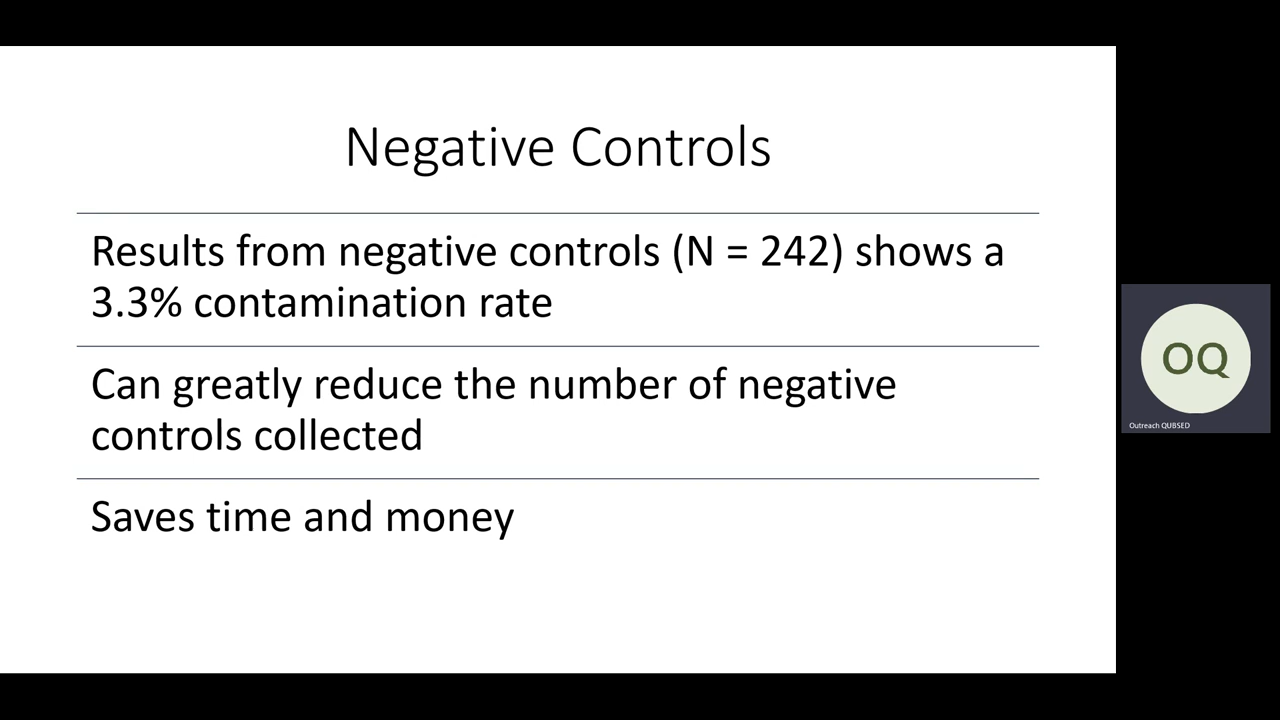 Negative Controls
Results from negative controls (N = 242) shows a
3.3% contamination rate
Can greatly reduce the number of negative
controls collected
Saves time and money
OQ
Outreach QUBSED